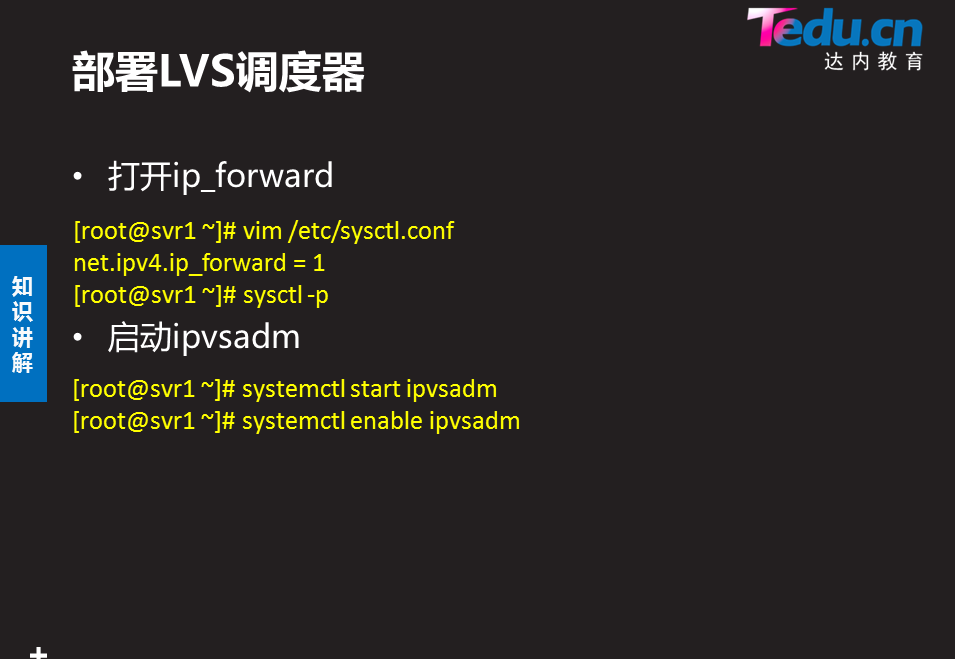 Tedu.cn
达内教育
部署LVS调度器
• 打开ip_forward
[root@svr1 ~]# vim /etc/sysctl.conf
net.ipv4.ip_forward = 1
[root@svr1 ~]# sysctl -p
• 启动ipvsadm
[root@svr1 ~]# systemctl start ipvsadm
[root@svr1 ~]# systemctl enable ipvsadm
知识讲解
+